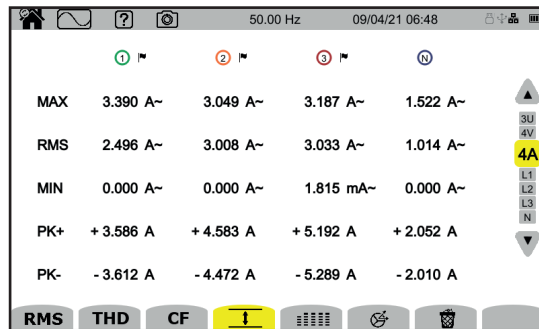 ? 50.00 Hz 09/04/21 06:48
1 2 3 N
MAX 3.390 A~ 3.049 A~ 3.187 A~ 1.522 A~
3U
4V
RMS 2.496 A~ 3.008 A~ 3.033 A~ 1.014 A~
4A
L1
MIN 0.000 A~ 0.000 A~ 1.815 mA~ 0.000 A~
L2
L3
N
PK+ + 3.586 A + 4.583 A + 5.192 A + 2.052 A
PK- - 3.612 A - 4.472 A - 5.289 A - 2.010 A
RMS THD CF